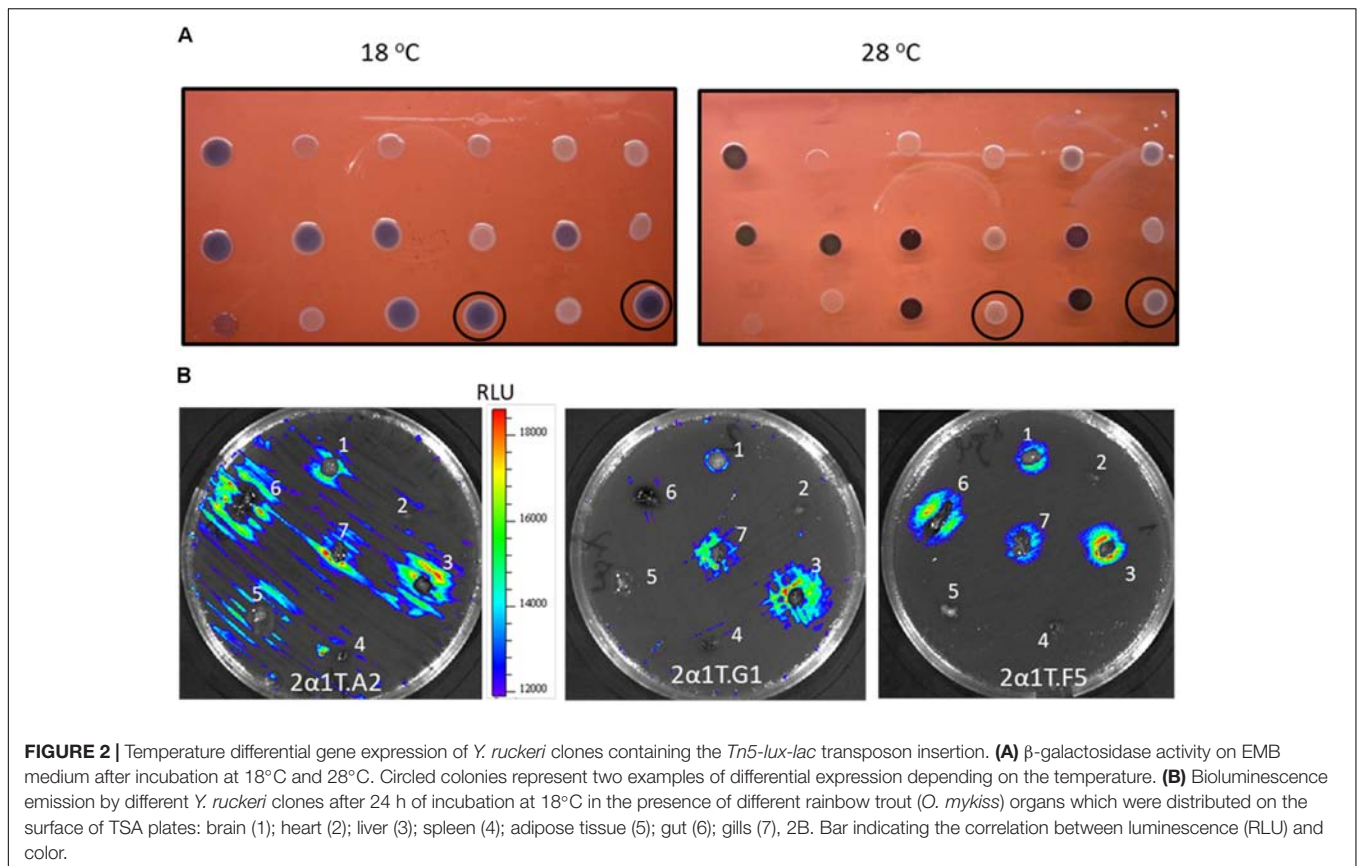 A
18 °C
28 °C
B
RLU
18000
16000
14000
12000
1
2
3
4
5
6
7
2α1T.A2
1
2
3
4
5
6
7
2α1T.G1
1
2
3
4
5
6
7
2α1T.F5
FIGURE 2 | Temperature differential gene expression of Y. ruckeri clones containing the Tn5-lux-lac transposon insertion. (A) β-galactosidase activity on EMB
medium after incubation at 18°C and 28°C. Circled colonies represent two examples of differential expression depending on the temperature. (B) Bioluminescence
emission by different Y. ruckeri clones after 24 h of incubation at 18°C in the presence of different rainbow trout (O. mykiss) organs which were distributed on the
surface of TSA plates: brain (1); heart (2); liver (3); spleen (4); adipose tissue (5); gut (6); gills (7), 2B. Bar indicating the correlation between luminescence (RLU) and
color.